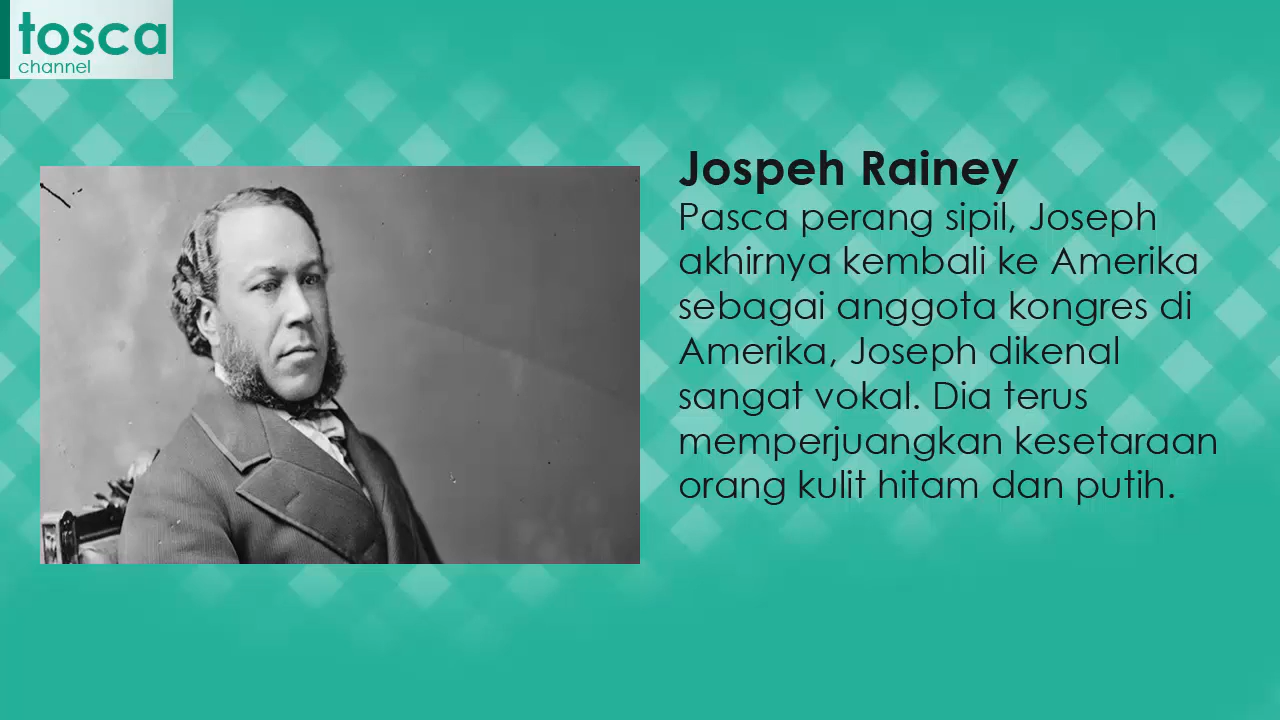 tosca
channel
Jospeh Rainey
Pasca perang sipil, Joseph
akhirnya kembali ke Amerika
sebagai anggota kongres di
Amerika, Joseph dikenal
sangat vokal. Dia terus
memperjuangkan kesetaraan
orang kulit hitam dan putih.